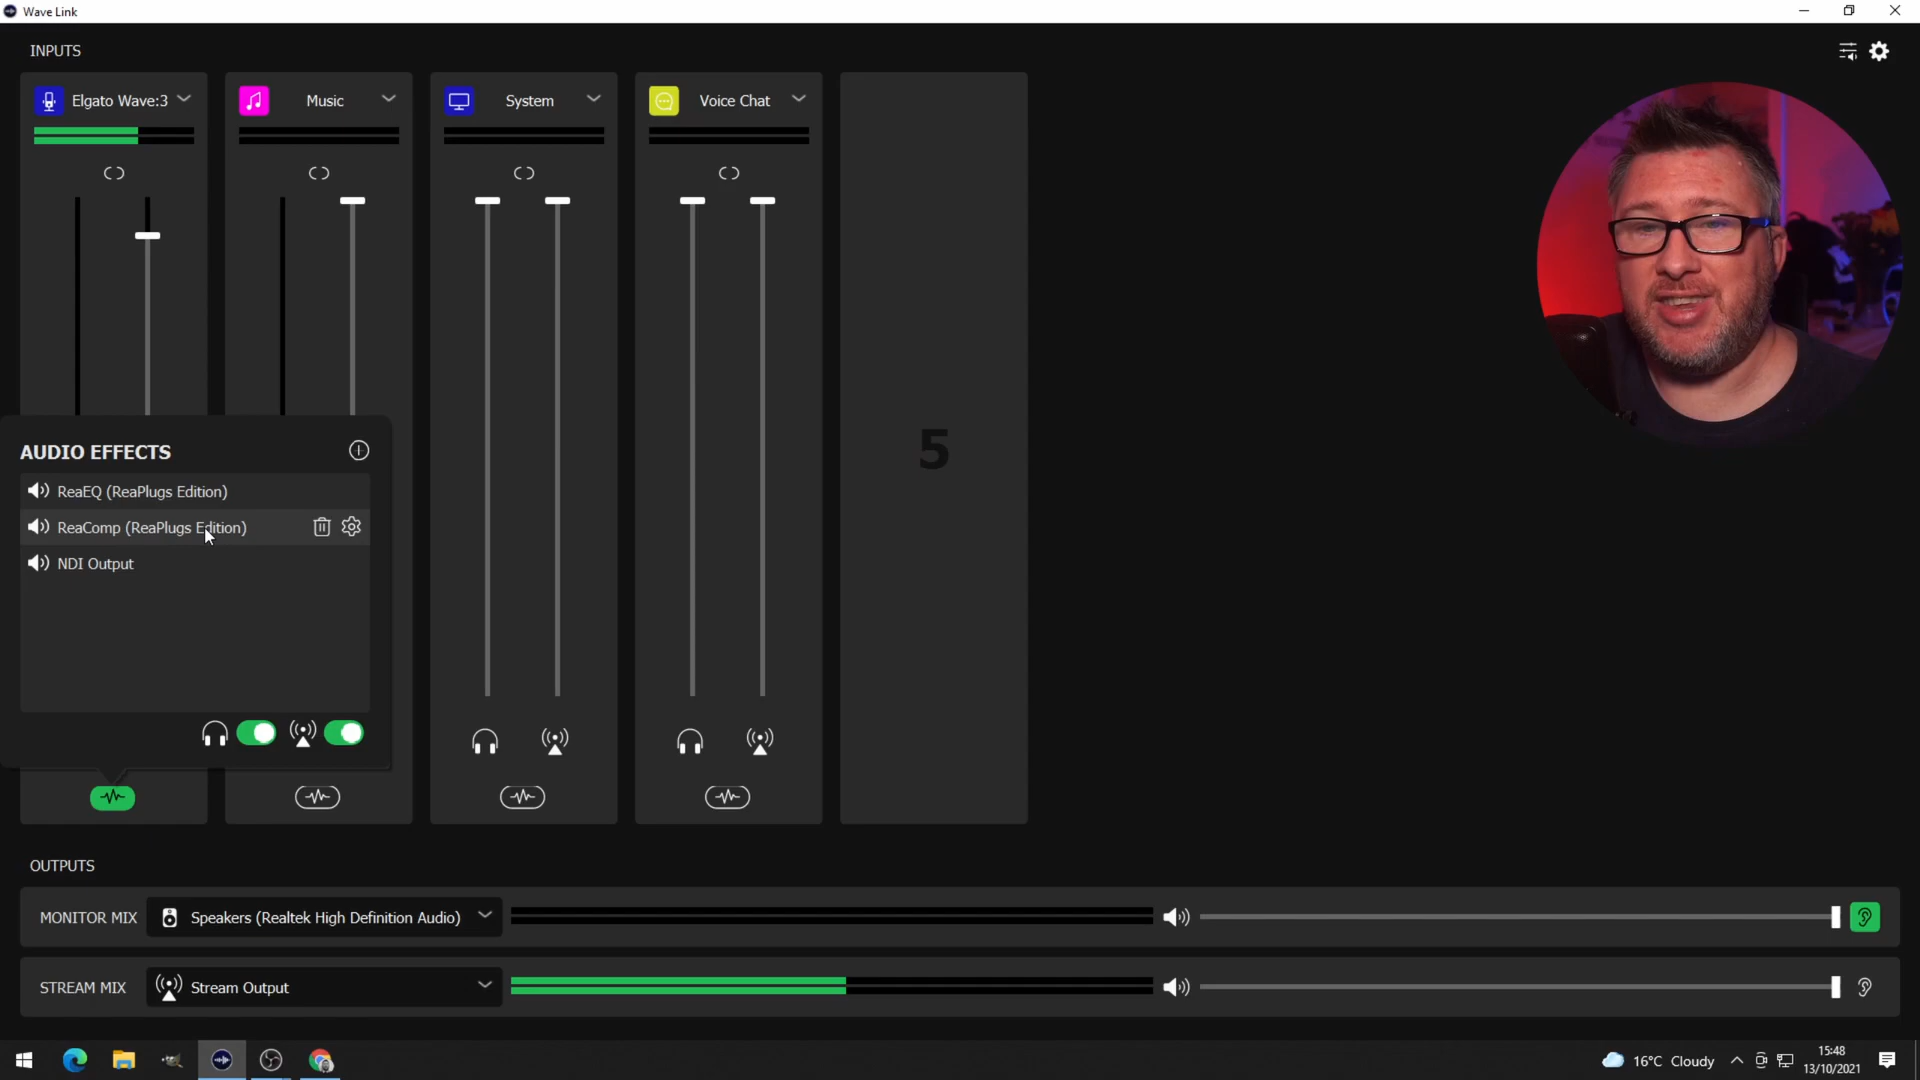 Wave Link
INPUTS
Elgato Wave:3
Music
System
Voice Chat
5
AUDIO EFFECTS
ReaEQ (ReaPlugs Edition)
ReaComp (ReaPlugs Edition)
NDI Output
OUTPUTS
MONITOR MIX
Speakers (Realtek High Definition Audio)
STREAM MIX
Stream Output
16°C Cloudy
15:48
13/10/2021